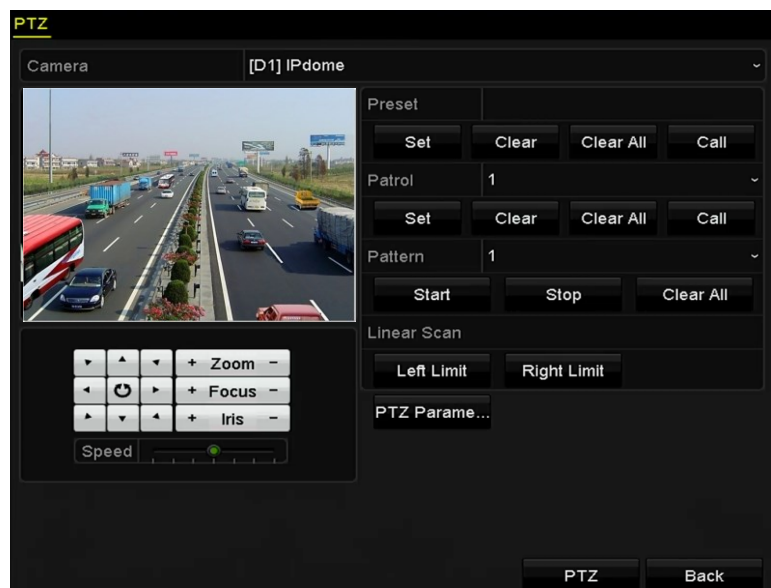 PTZ
Camera [D1] IPdome
Preset
Set Clear Clear All Call
Patrol 1
Set Clear Clear All Call
Pattern 1
Start Stop Clear All
Linear Scan
Left Limit Right Limit
PTZ Parame...
+ Zoom -
+ Focus -
+ Iris -
Speed
PTZ Back